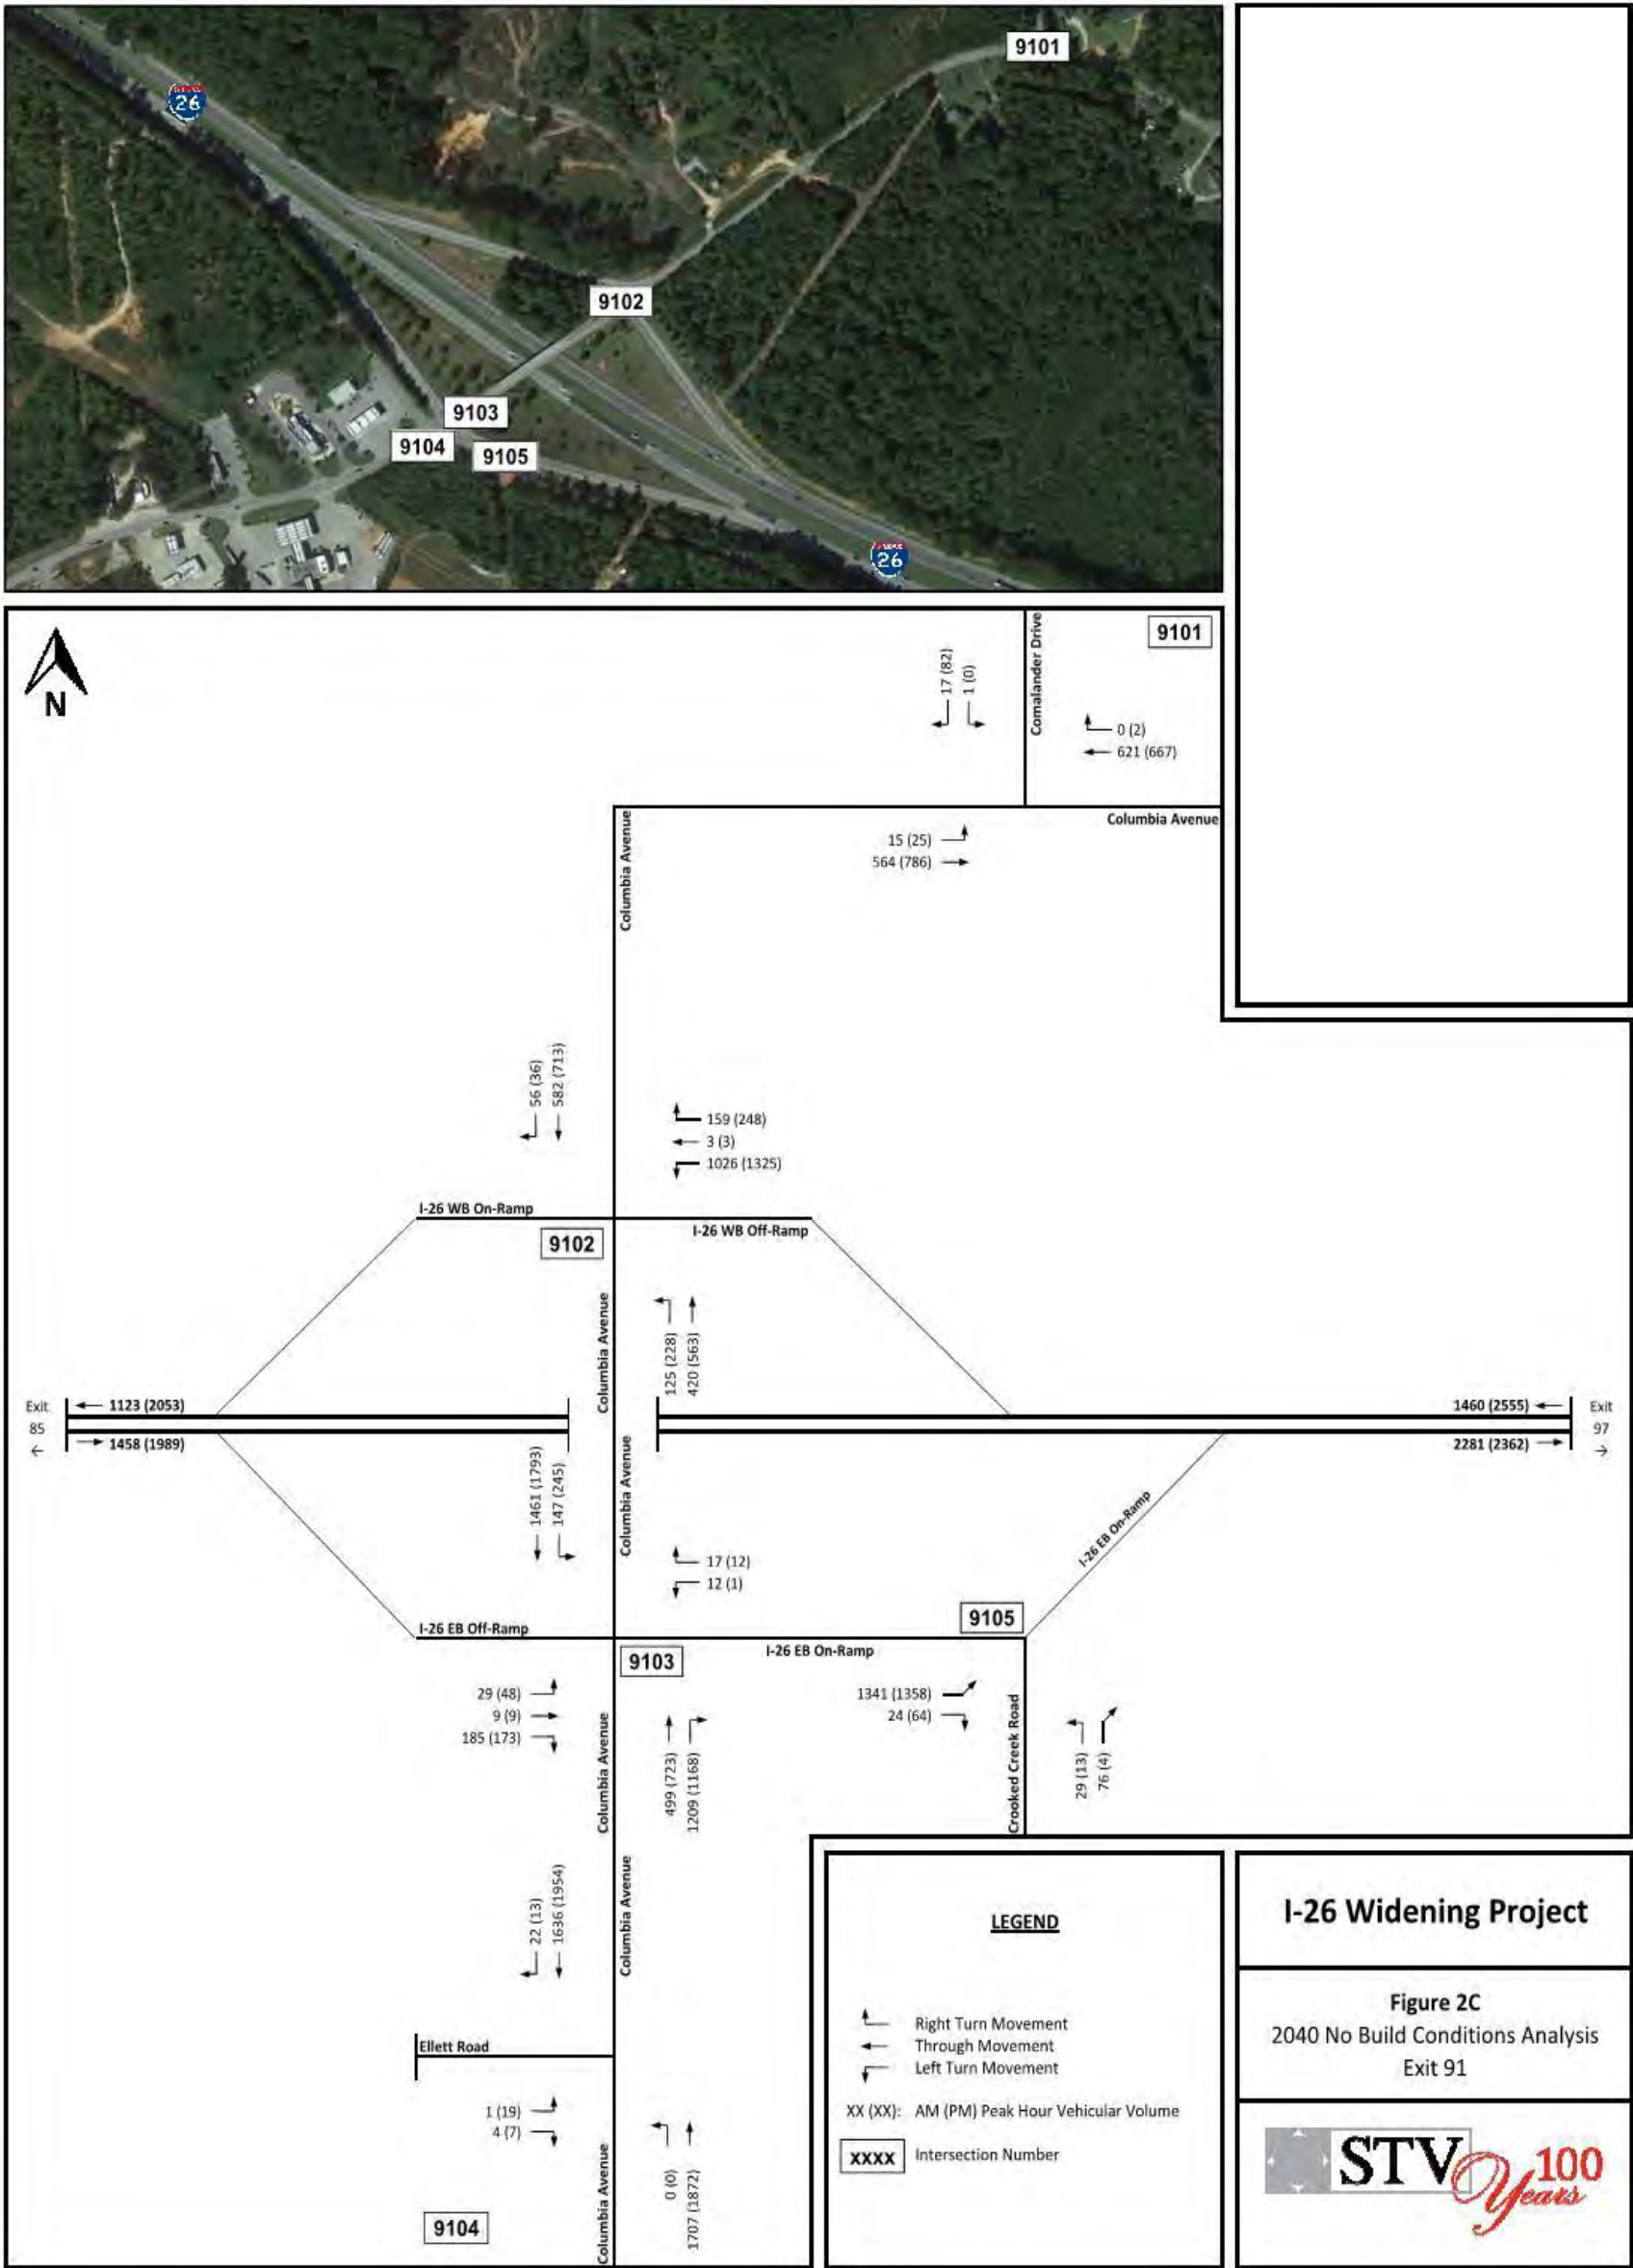 9101
26
9102
9103
9104
9105
26
N
9101
Comalander Drive
17 (82)
1 (0)
0 (2)
621 (667)
Columbia Avenue
15 (25)
564 (786)
Columbia Avenue
56 (36)
582 (713)
159 (248)
3 (3)
1026 (1325)
I-26 WB On-Ramp
I-26 WB Off-Ramp
9102
Columbia Avenue
125 (228)
420 (563)
Exit
85
←
1123 (2053)
1458 (1989)
1460 (2555)
2281 (2362)
Exit
97
→
1461 (1793)
147 (245)
Columbia Avenue
17 (12)
12 (1)
I-26 EB On-Ramp
9105
I-26 EB Off-Ramp
9103
I-26 EB On-Ramp
29 (48)
9 (9)
185 (173)
Columbia Avenue
499 (723)
1209 (1168)
1341 (1358)
24 (64)
Crooked Creek Road
29 (13)
76 (4)
22 (13)
1636 (1954)
Columbia Avenue
Ellett Road
1 (19)
4 (7)
0 (0)
1707 (1872)
Columbia Avenue
9104
LEGEND
Right Turn Movement
Through Movement
Left Turn Movement
XX (XX): AM (PM) Peak Hour Vehicular Volume
XXXX Intersection Number
I-26 Widening Project
Figure 2C
2040 No Build Conditions Analysis
Exit 91
STV 100
Years